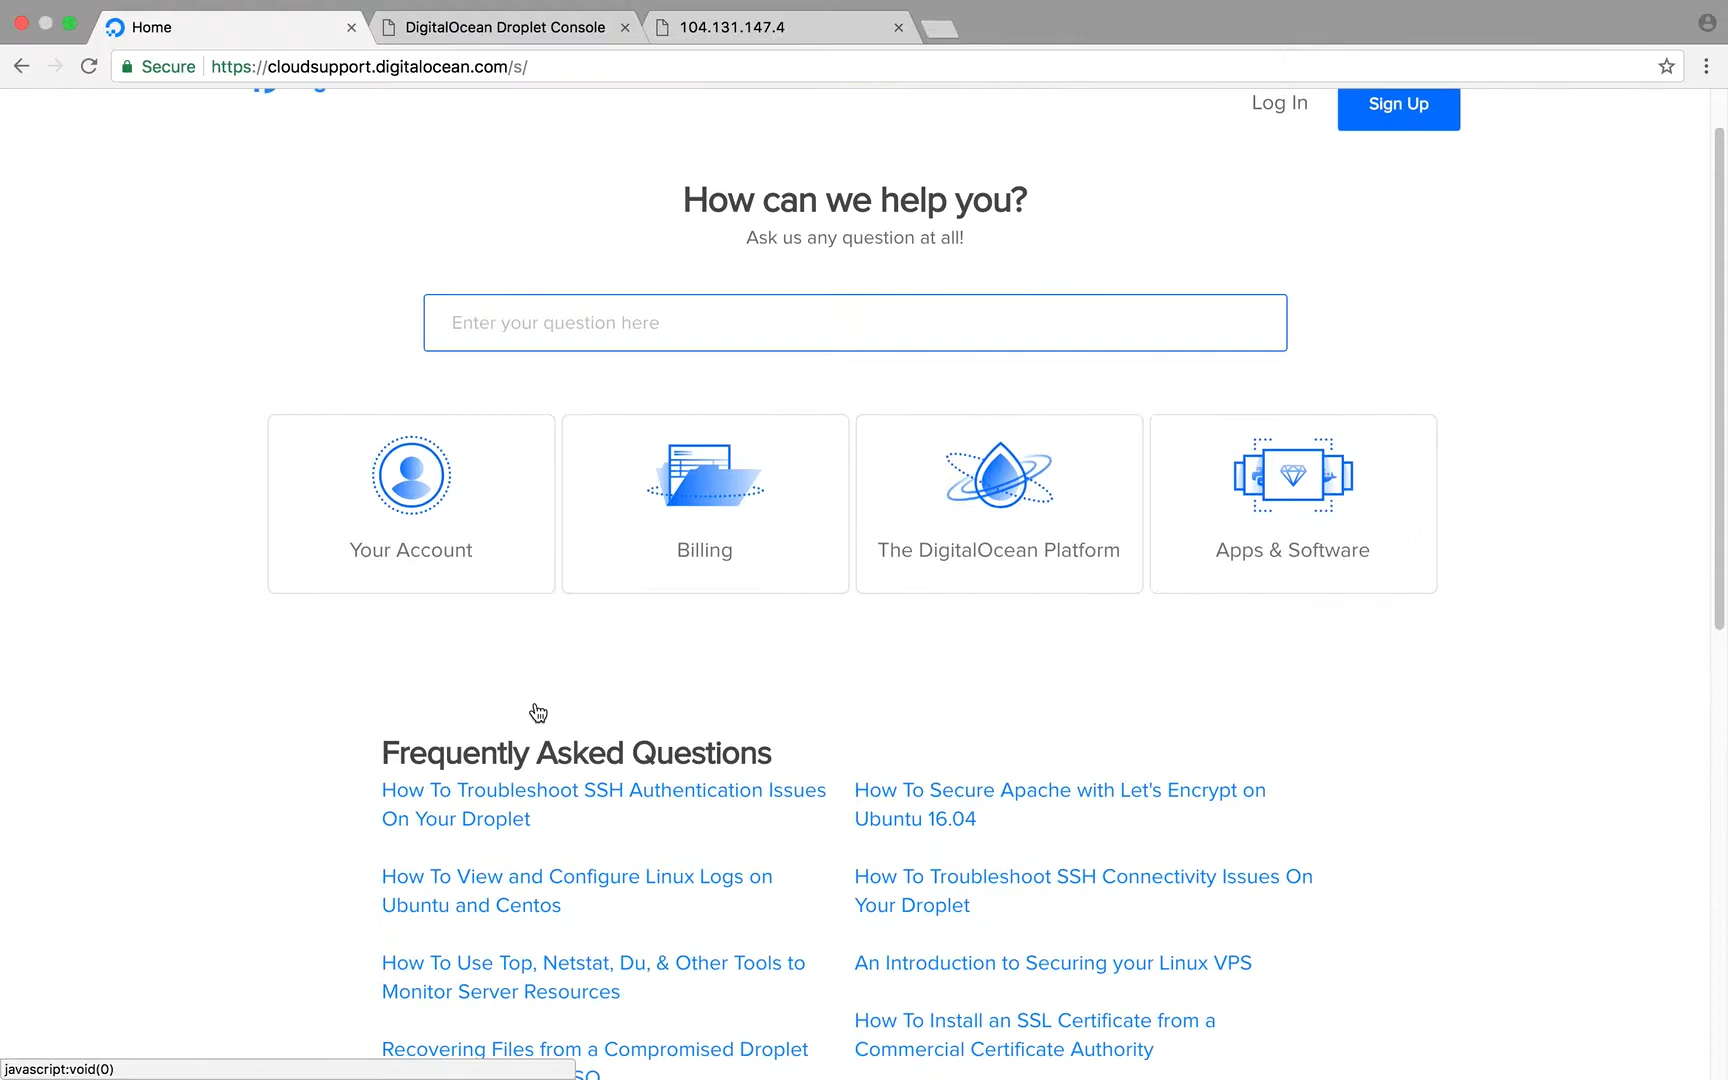 Home
DigitalOcean Droplet Console
104.131.147.4
Secure
https://cloudsupport.digitalocean.com/s/
Log In
Sign Up
How can we help you?
Ask us any question at all!
Enter your question here
Your Account
Billing
The DigitalOcean Platform
Apps & Software
Frequently Asked Questions
How To Troubleshoot SSH Authentication Issues
On Your Droplet
How To Secure Apache with Let's Encrypt on
Ubuntu 16.04
How To View and Configure Linux Logs on
Ubuntu and Centos
How To Troubleshoot SSH Connectivity Issues On
Your Droplet
How To Use Top, Netstat, Du, & Other Tools to
Monitor Server Resources
An Introduction to Securing your Linux VPS
How To Install an SSL Certificate from a
Commercial Certificate Authority
Recovering Files from a Compromised Droplet
javascript:void(0)